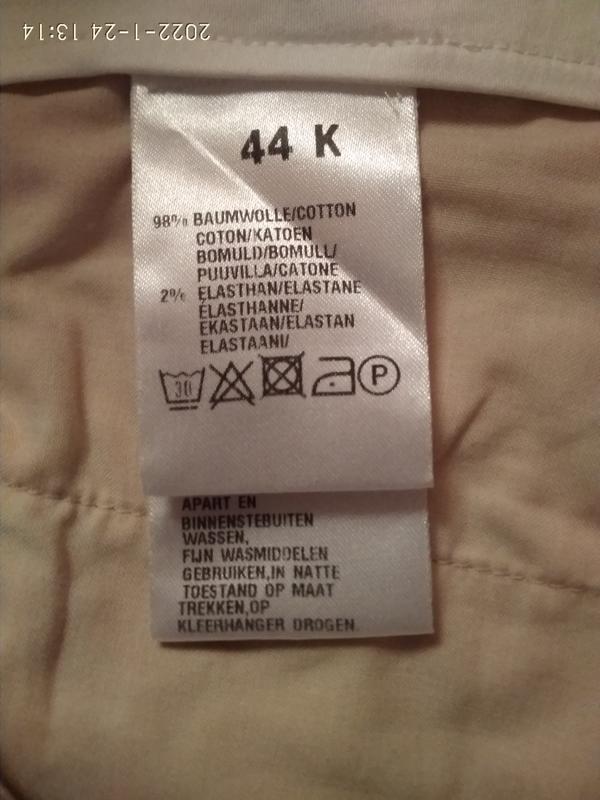 2022-1-24 13:14
44 K
98% BAUMWOLLE/COTTON
COTON/KATOEN
BOMULD/BOMULL/
PUUVILLA/CATONE
2% ELASTHAN/ELASTANE
ÉLASTHANNE/
EKASTAAN/ELASTAN
ELASTAANI/
30
P
APART EN
BINNENSTEBUITEN
WASSEN,
FIJN WASMIDDELEN
GEBRUIKEN,IN NATTE
TOESTAND OP MAAT
TREKKEN,OP
KLEERHANGER DROGEN.